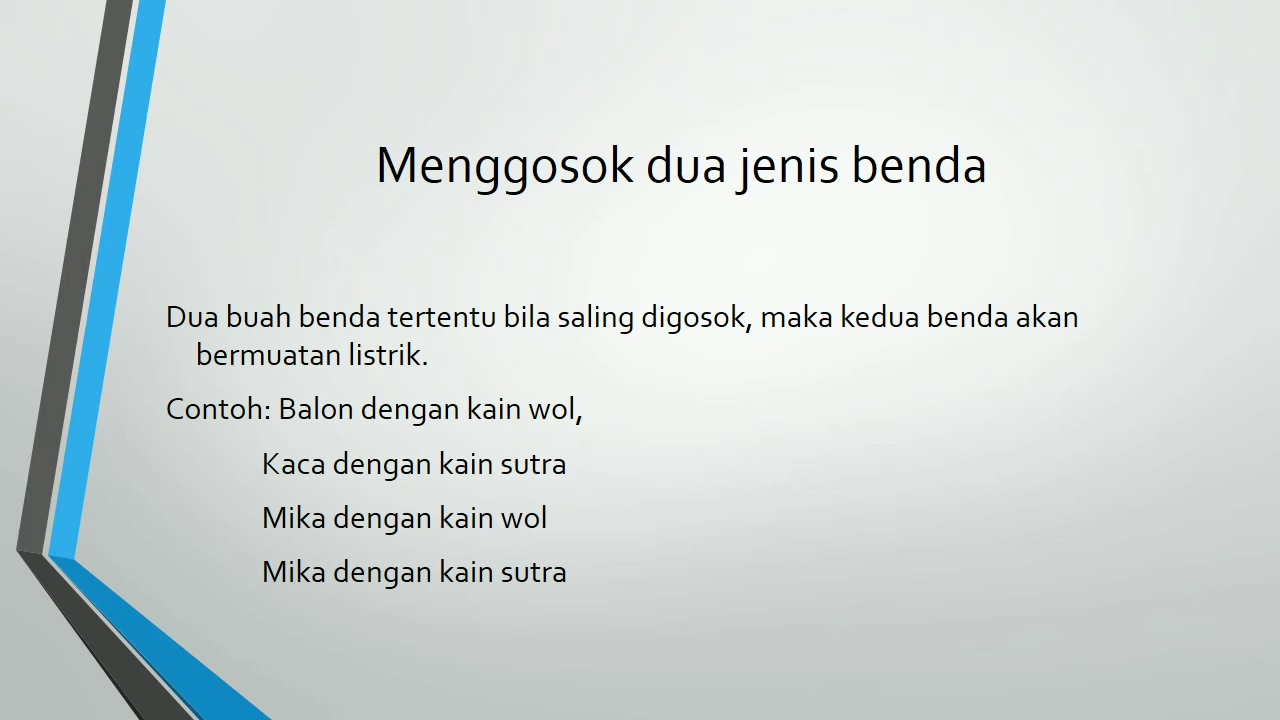 Menggosok dua jenis benda
Dua buah benda tertentu bila saling digosok, maka kedua benda akan
bermuatan listrik.
Contoh: Balon dengan kain wol,
Kaca dengan kain sutra
Mika dengan kain wol
Mika dengan kain sutra